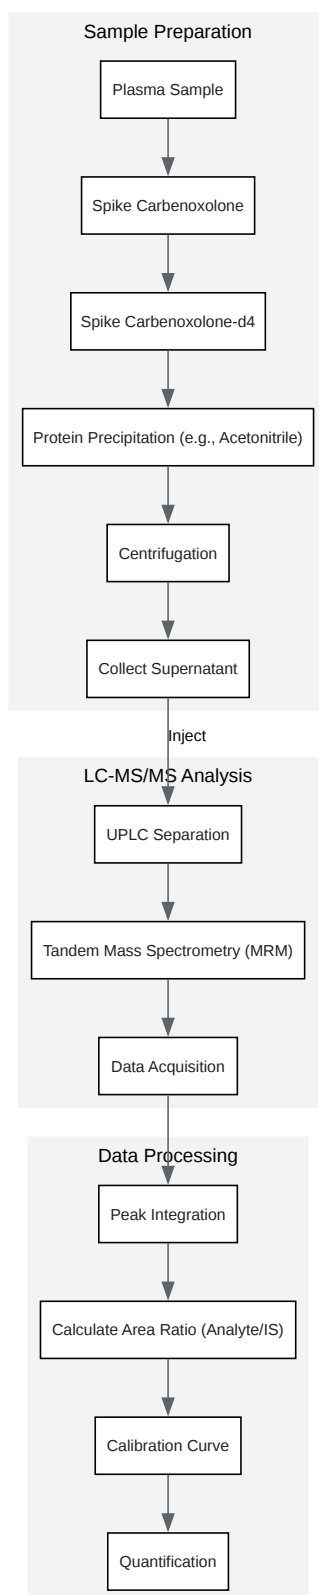 Sample Preparation
Plasma Sample
Spike Carbenoxolone
Spike Carbenoxolone-d4
Protein Precipitation (e.g., Acetonitrile)
Centrifugation
Collect Supernatant
Inject
LC-MS/MS Analysis
UPLC Separation
Tandem Mass Spectrometry (MRM)
Data Acquisition
Data Processing
Peak Integration
Calculate Area Ratio (Analyte/IS)
Calibration Curve
Quantification